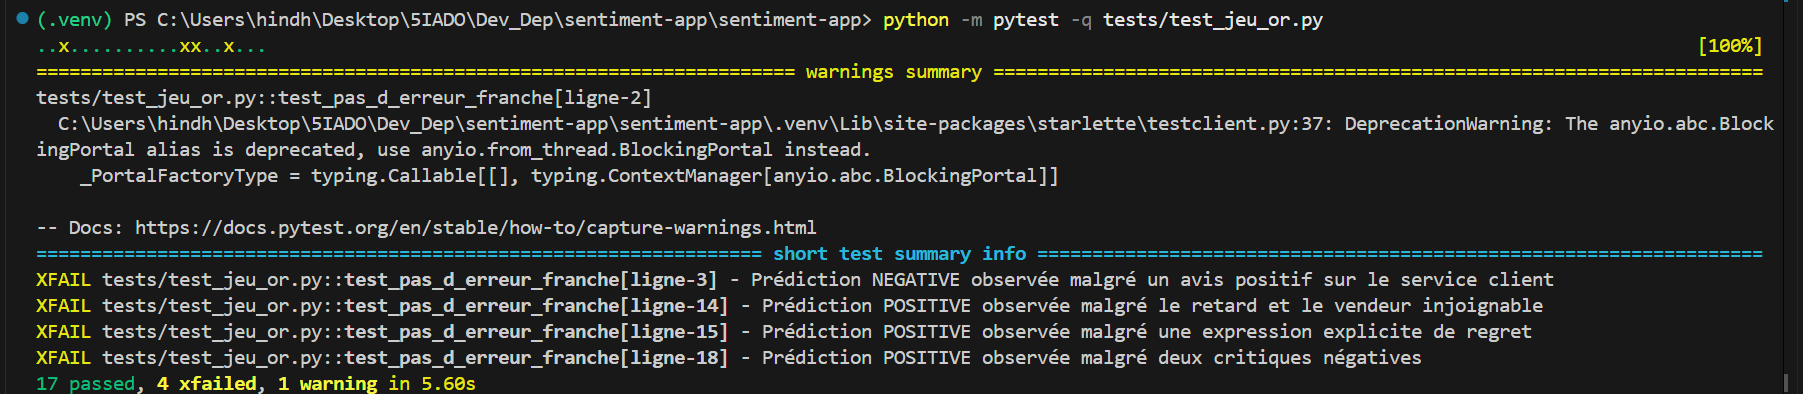 (.venv) PS C:\Users\hindh\Desktop\5IADO\Dev_Dep\sentiment-app\sentiment-app> python -m pytest -q tests/test_jeu_or.py
..x..........xx..x... [100%]
===================================================================== warnings summary ======================================================================
tests/test_jeu_or.py::test_pas_d_erreur_franche[ligne-2]
  C:\Users\hindh\Desktop\5IADO\Dev_Dep\sentiment-app\sentiment-app\.venv\Lib\site-packages\starlette\testclient.py:37: DeprecationWarning: The anyio.abc.Block
ingPortal alias is deprecated, use anyio.from_thread.BlockingPortal instead.
    _PortalFactoryType = typing.Callable[[], typing.ContextManager[anyio.abc.BlockingPortal]]
-- Docs: https://docs.pytest.org/en/stable/how-to/capture-warnings.html
================================================================== short test summary info ==================================================================
XFAIL tests/test_jeu_or.py::test_pas_d_erreur_franche[ligne-3] - Prédiction NEGATIVE observée malgré un avis positif sur le service client
XFAIL tests/test_jeu_or.py::test_pas_d_erreur_franche[ligne-14] - Prédiction POSITIVE observée malgré le retard et le vendeur injoignable
XFAIL tests/test_jeu_or.py::test_pas_d_erreur_franche[ligne-15] - Prédiction POSITIVE observée malgré une expression explicite de regret
XFAIL tests/test_jeu_or.py::test_pas_d_erreur_franche[ligne-18] - Prédiction POSITIVE observée malgré deux critiques négatives
17 passed, 4 xfailed, 1 warning in 5.60s